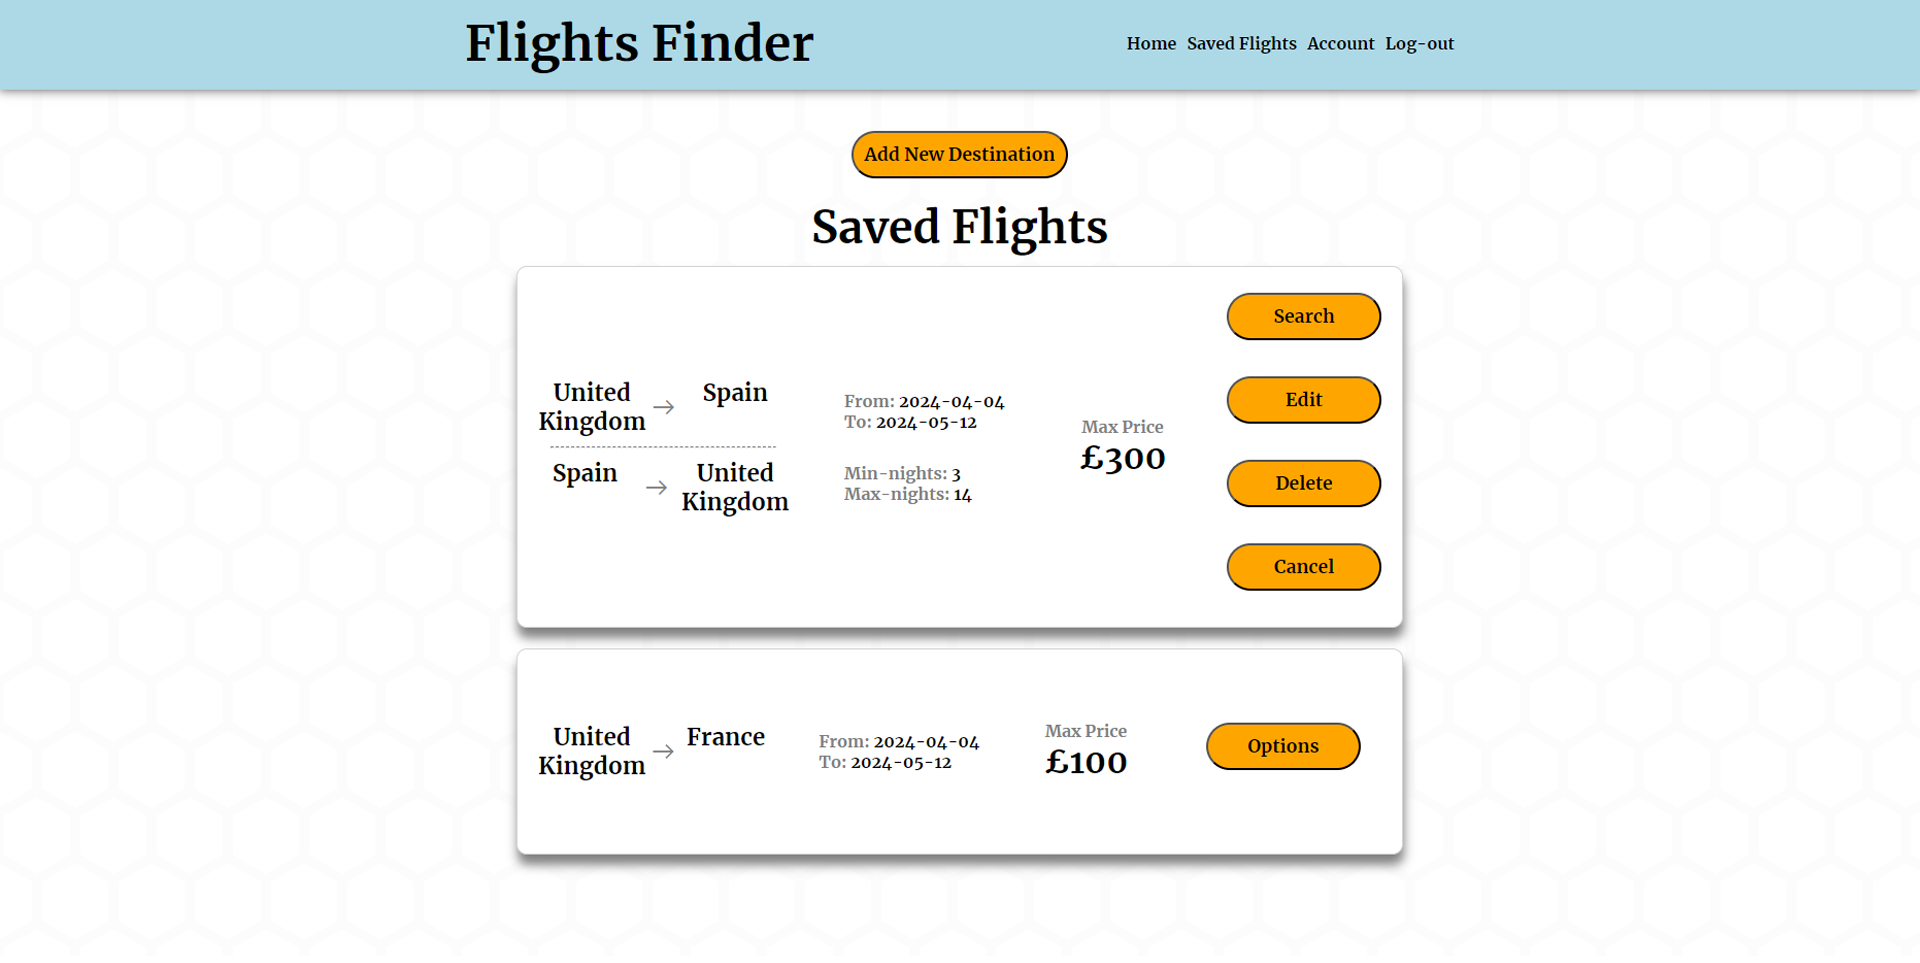 Flights Finder
Home Saved Flights Account Log-out
Add New Destination
Saved Flights
United
Kingdom
→
Spain
Spain
→
United
Kingdom
From: 2024-04-04
To: 2024-05-12
Min-nights: 3
Max-nights: 14
Max Price
£300
Search
Edit
Delete
Cancel
United
Kingdom
→
France
From: 2024-04-04
To: 2024-05-12
Max Price
£100
Options